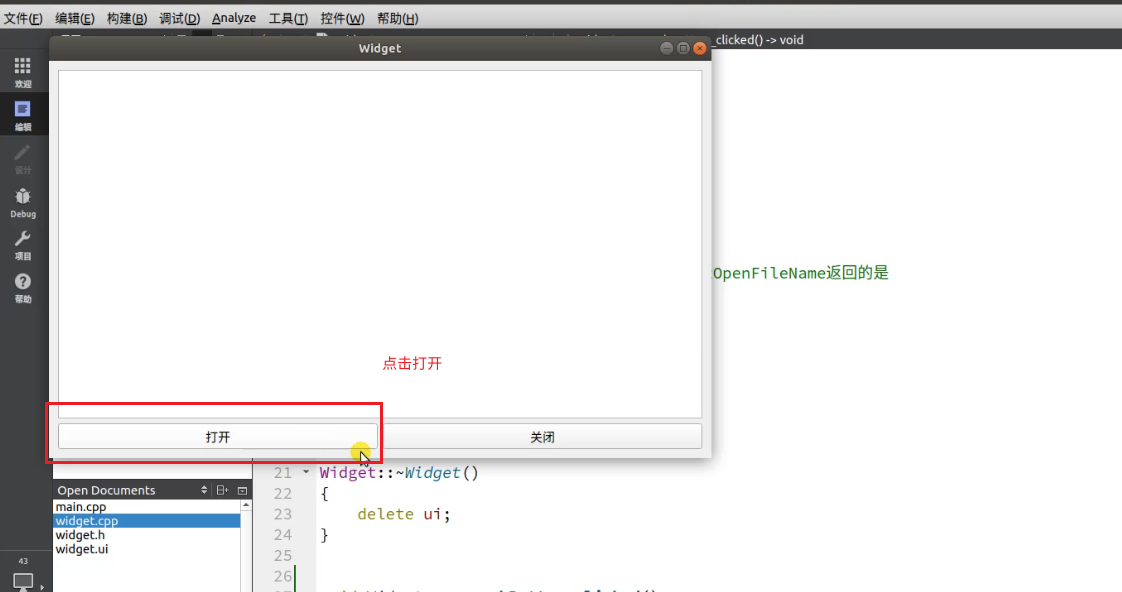 文件(F) 编辑(E) 构建(B) 调试(D) Analyze 工具(T) 控件(W) 帮助(H)
_clicked() -> void
Widget
欢迎
编辑
设计
Debug
项目
帮助
OpenFileName返回的是
点击打开
打开 关闭
21 Widget::~Widget()
22 {
23 delete ui;
24 }
25
26
Open Documents
main.cpp
widget.cpp
widget.h
widget.ui
43